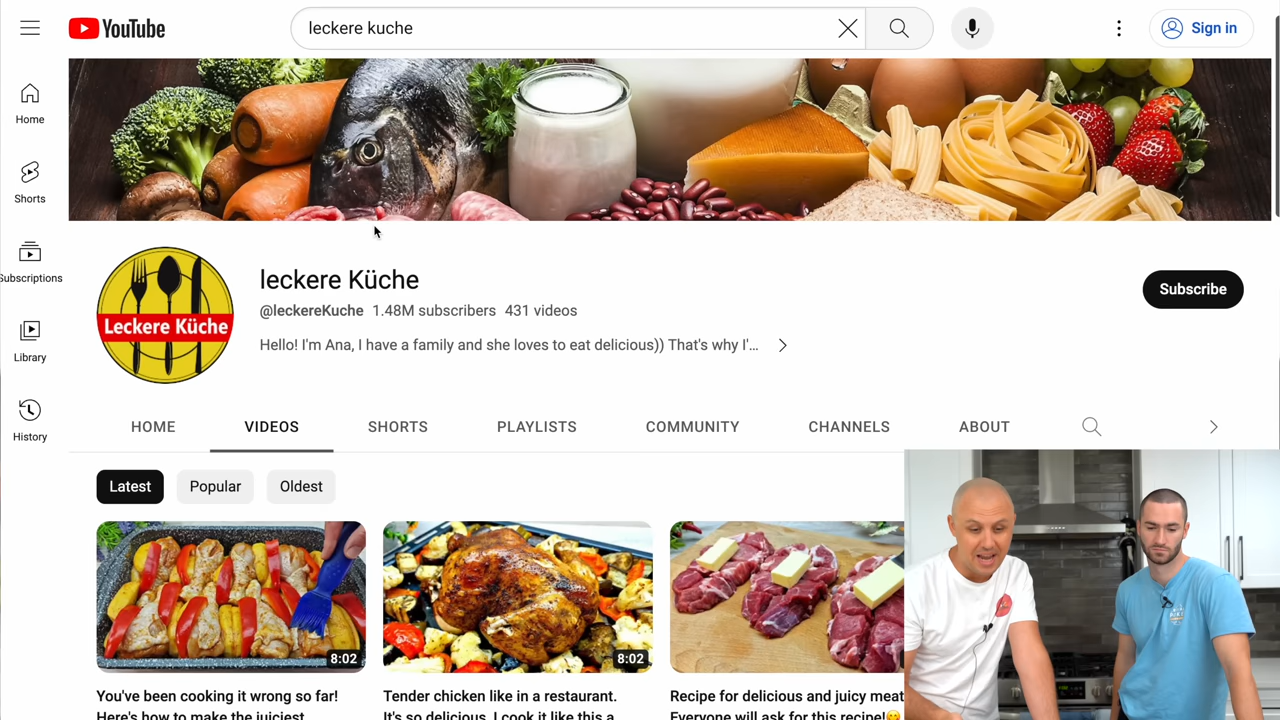 YouTube
leckere kuche
Sign in
Home
Shorts
Subscriptions
Library
History
Leckere Küche
leckere Küche
@leckereKuche 1.48M subscribers 431 videos
Hello! I'm Ana, I have a family and she loves to eat delicious)) That's why I'...
Subscribe
HOME VIDEOS SHORTS PLAYLISTS COMMUNITY CHANNELS ABOUT
Latest Popular Oldest
8:02
8:02
You've been cooking it wrong so far!
Here's how to make the juiciest
Tender chicken like in a restaurant.
It's so delicious, I cook it like this a
Recipe for delicious and juicy meat
Everyone will ask for this recipe!😋